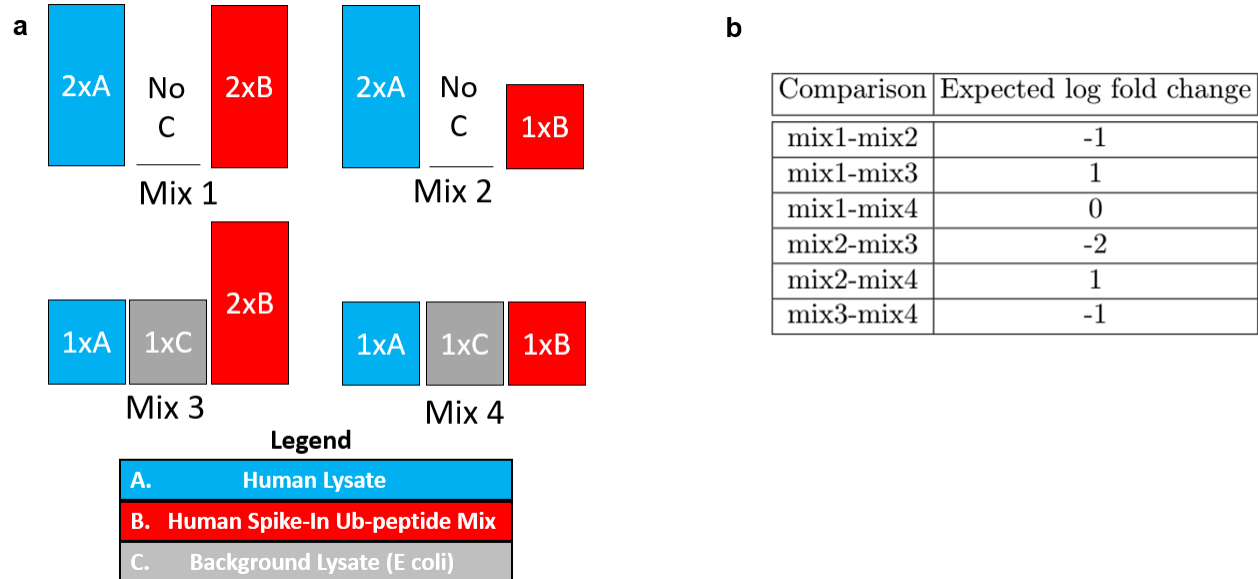 a
2xA
No
C
2xB
Mix 1
2xA
No
C
1xB
Mix 2
1xA
1xC
2xB
Mix 3
1xA
1xC
1xB
Mix 4
Legend
A. Human Lysate
B. Human Spike-In Ub-peptide Mix
C. Background Lysate (E coli)
b
Comparison Expected log fold change
mix1-mix2 -1
mix1-mix3 1
mix1-mix4 0
mix2-mix3 -2
mix2-mix4 1
mix3-mix4 -1